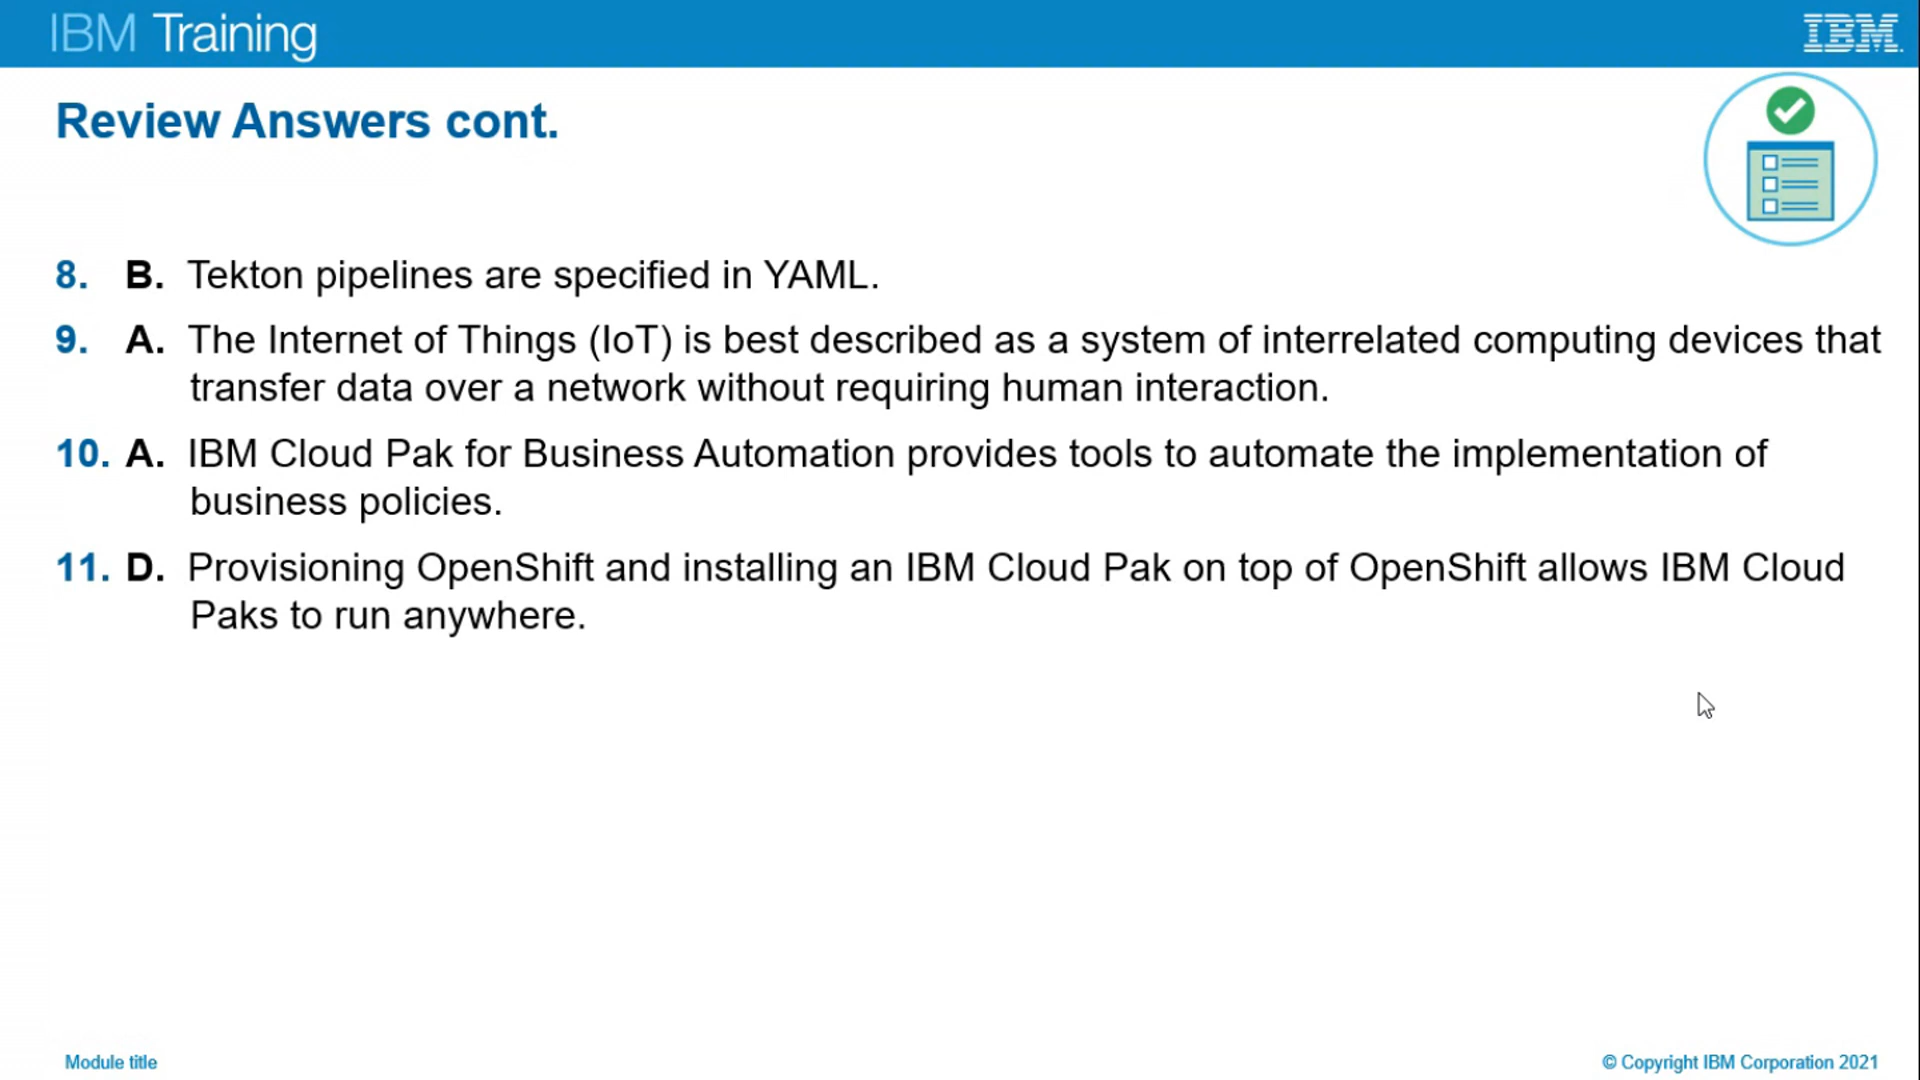 IBM Training
IBM
Review Answers cont.
8. B. Tekton pipelines are specified in YAML.
9. A. The Internet of Things (IoT) is best described as a system of interrelated computing devices that
transfer data over a network without requiring human interaction.
10. A. IBM Cloud Pak for Business Automation provides tools to automate the implementation of
business policies.
11. D. Provisioning OpenShift and installing an IBM Cloud Pak on top of OpenShift allows IBM Cloud
Paks to run anywhere.
Module title
© Copyright IBM Corporation 2021